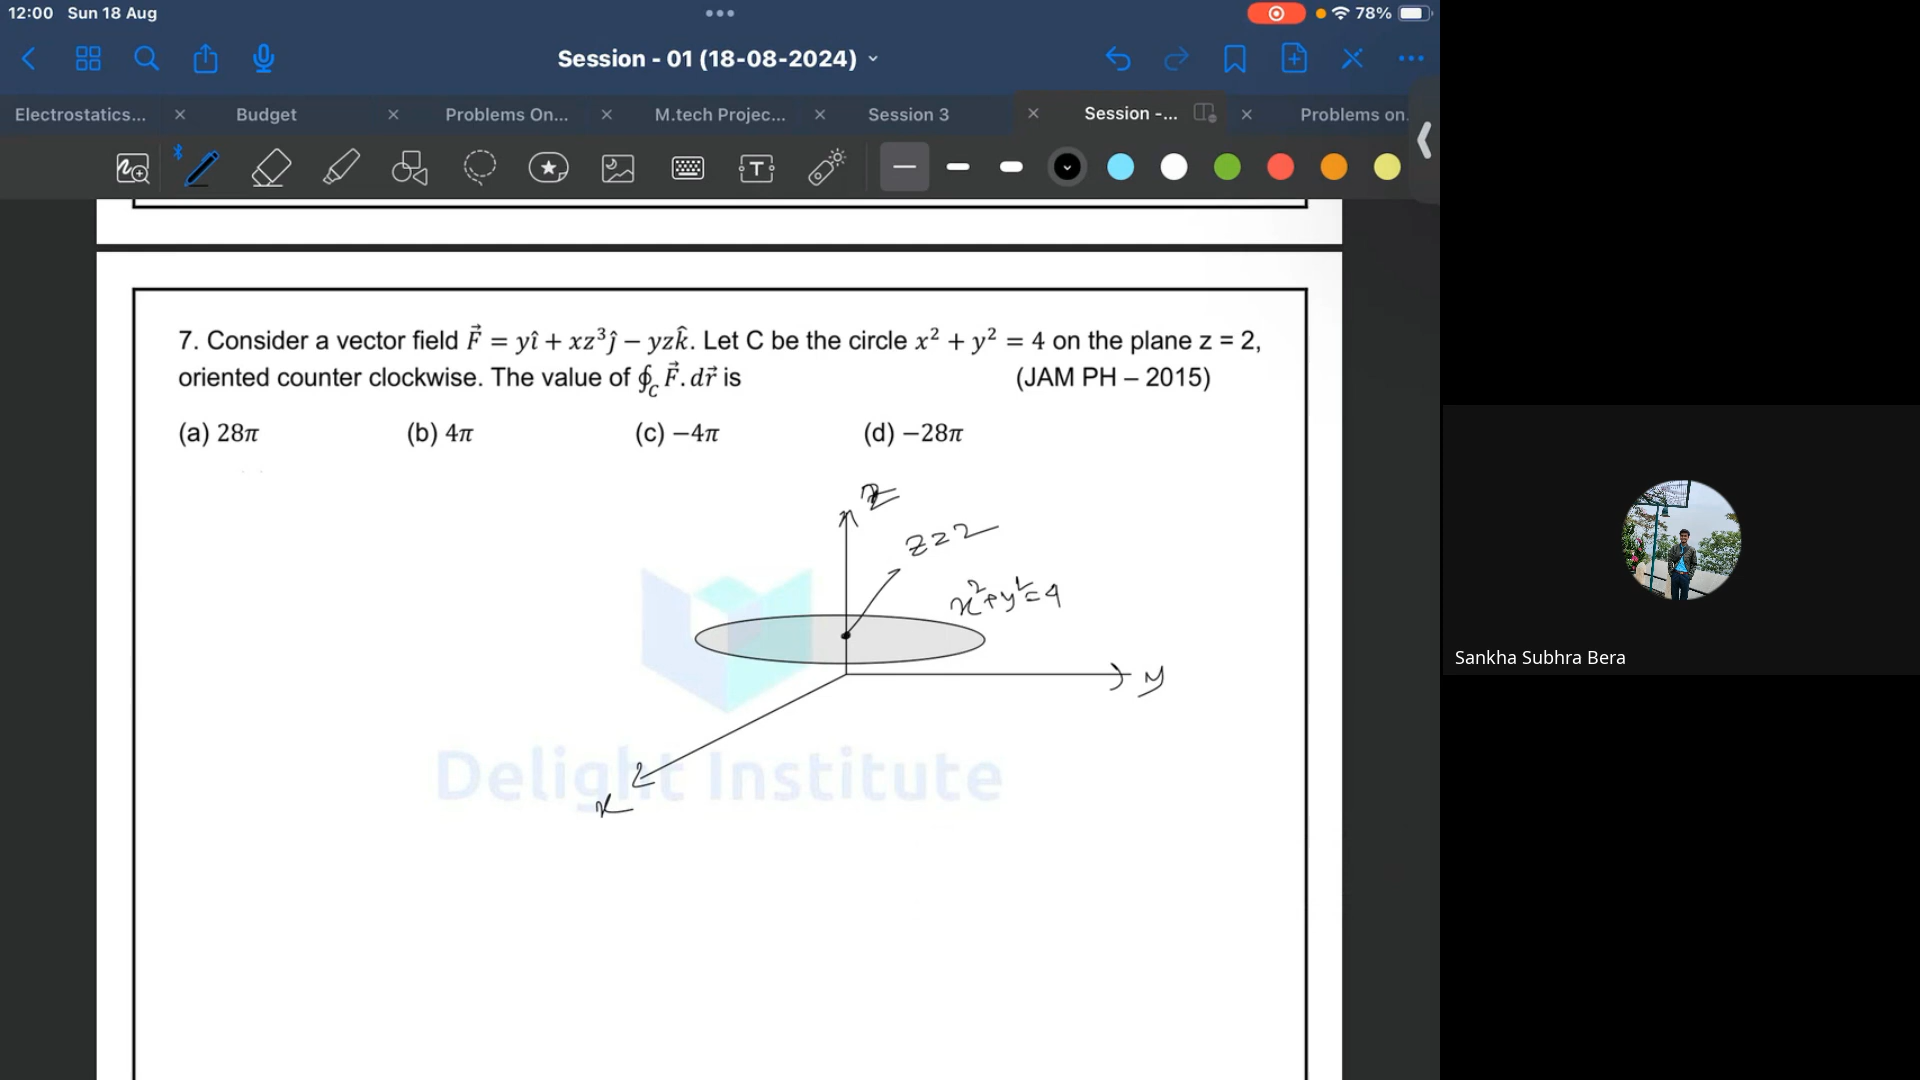 12:00 Sun 18 Aug
78%
Session - 01 (18-08-2024)
Electrostatics... Budget Problems On... M.tech Projec... Session 3 Session -... Problems on.
7. Consider a vector field F⃗ = yî + xz³ĵ − yzk̂. Let C be the circle x² + y² = 4 on the plane z = 2,
oriented counter clockwise. The value of ∮_C F⃗. dr⃗ is (JAM PH – 2015)
(a) 28π (b) 4π (c) −4π (d) −28π
z
z=2
x²+y²=4
y
x
Delight Institute
Sankha Subhra Bera